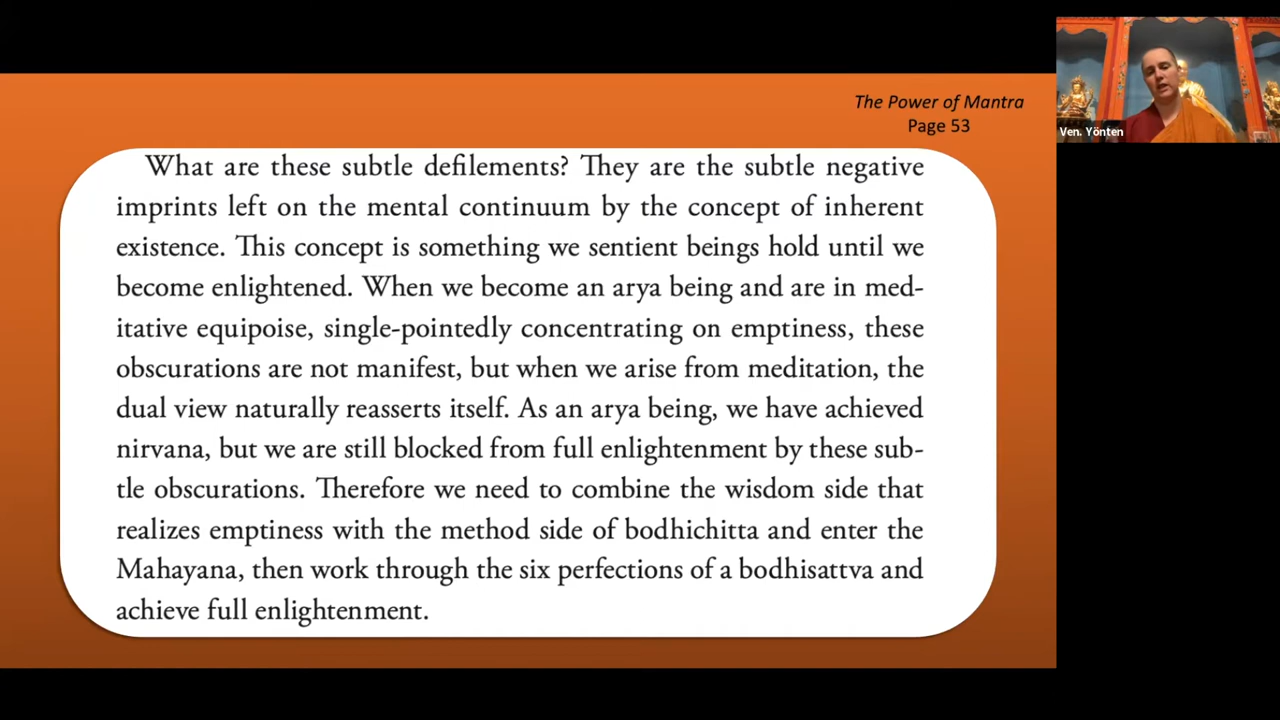 The Power of Mantra
Page 53
Ven. Yönten
What are these subtle defilements? They are the subtle negative
imprints left on the mental continuum by the concept of inherent
existence. This concept is something we sentient beings hold until we
become enlightened. When we become an arya being and are in med-
itative equipoise, single-pointedly concentrating on emptiness, these
obscurations are not manifest, but when we arise from meditation, the
dual view naturally reasserts itself. As an arya being, we have achieved
nirvana, but we are still blocked from full enlightenment by these sub-
tle obscurations. Therefore we need to combine the wisdom side that
realizes emptiness with the method side of bodhichitta and enter the
Mahayana, then work through the six perfections of a bodhisattva and
achieve full enlightenment.